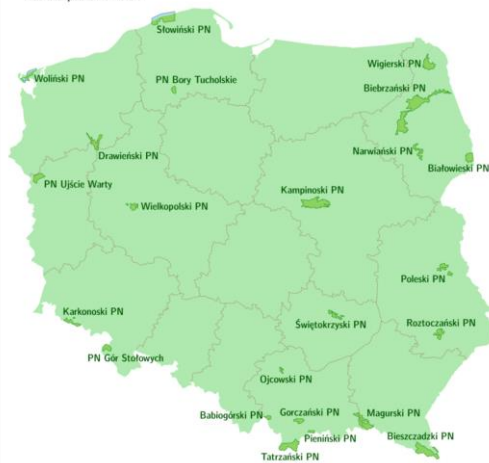 Słowiński PN
Woliński PN
PN Bory Tucholskie
Wigierski PN
Biebrzański PN
Drawieński PN
Narwiański PN
Białowieski PN
PN Ujście Warty
Wielkopolski PN
Kampinoski PN
Poleski PN
Karkonoski PN
Świętokrzyski PN
Roztoczański PN
PN Gór Stołowych
Ojcowski PN
Babiogórski PN
Gorczański PN
Magurski PN
Pieniński PN
Bieszczadzki PN
Tatrzański PN